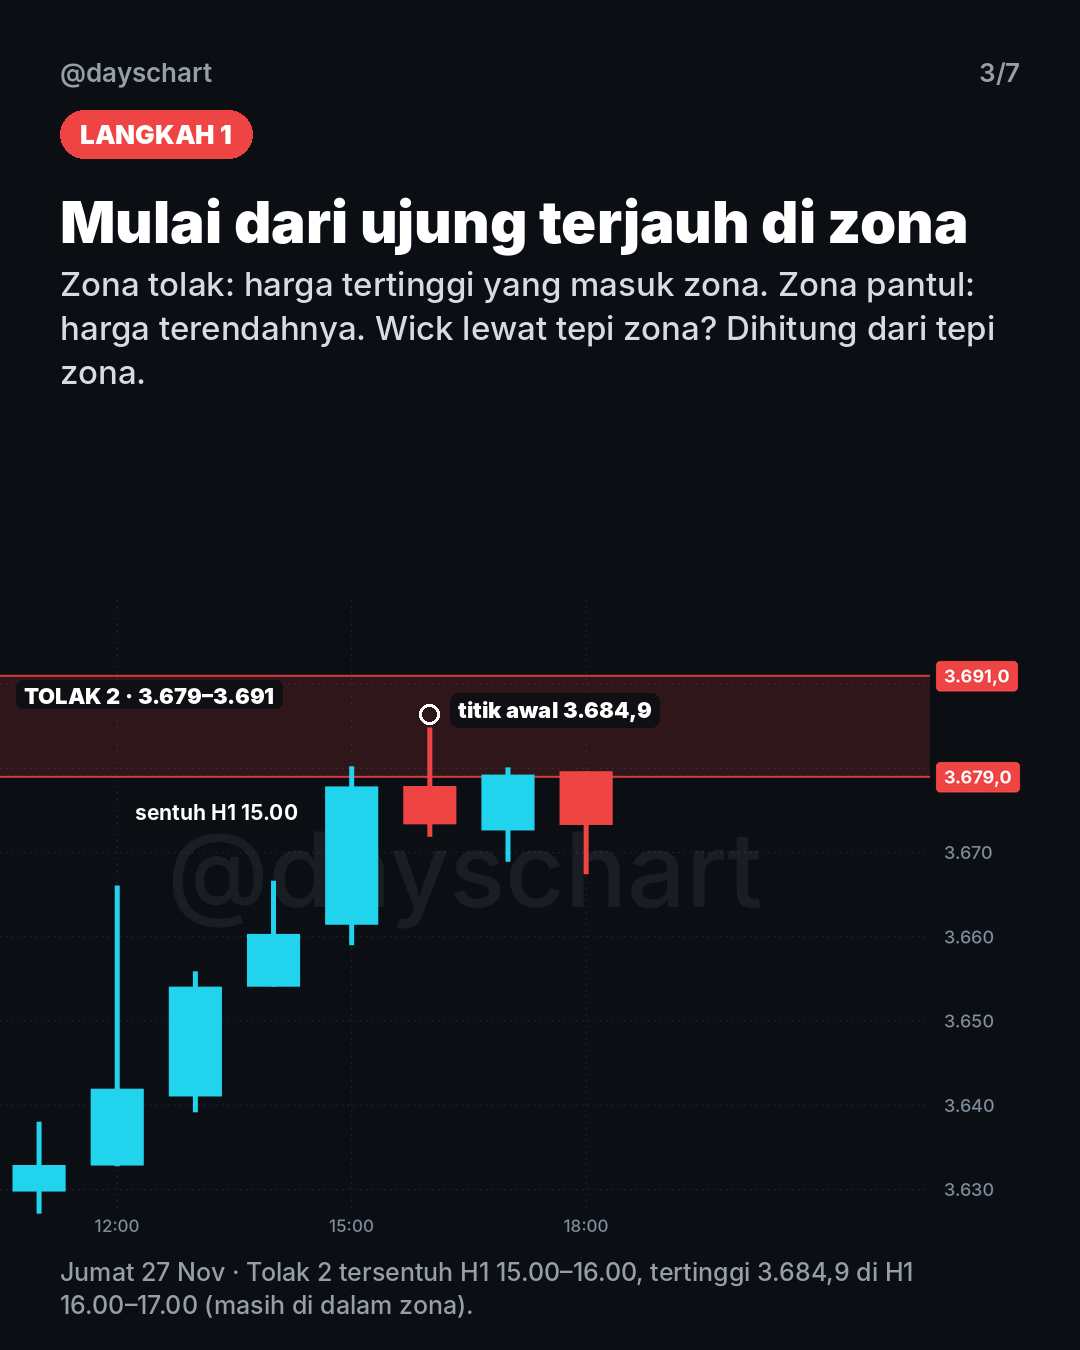 @dayschart
3/7
LANGKAH 1
Mulai dari ujung terjauh di zona
Zona tolak: harga tertinggi yang masuk zona. Zona pantul:
harga terendahnya. Wick lewat tepi zona? Dihitung dari tepi
zona.
3.691,0
TOLAK 2 · 3.679–3.691
titik awal 3.684,9
3.679,0
sentuh H1 15.00
@dayschart
3.670
3.660
3.650
3.640
3.630
12:00
15:00
18:00
Jumat 27 Nov · Tolak 2 tersentuh H1 15.00–16.00, tertinggi 3.684,9 di H1
16.00–17.00 (masih di dalam zona).